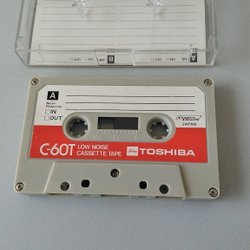 A
IN
OUT
JAPAN
C-60T
LOW NOISE
CASSETTE TAPE
TOSHIBA